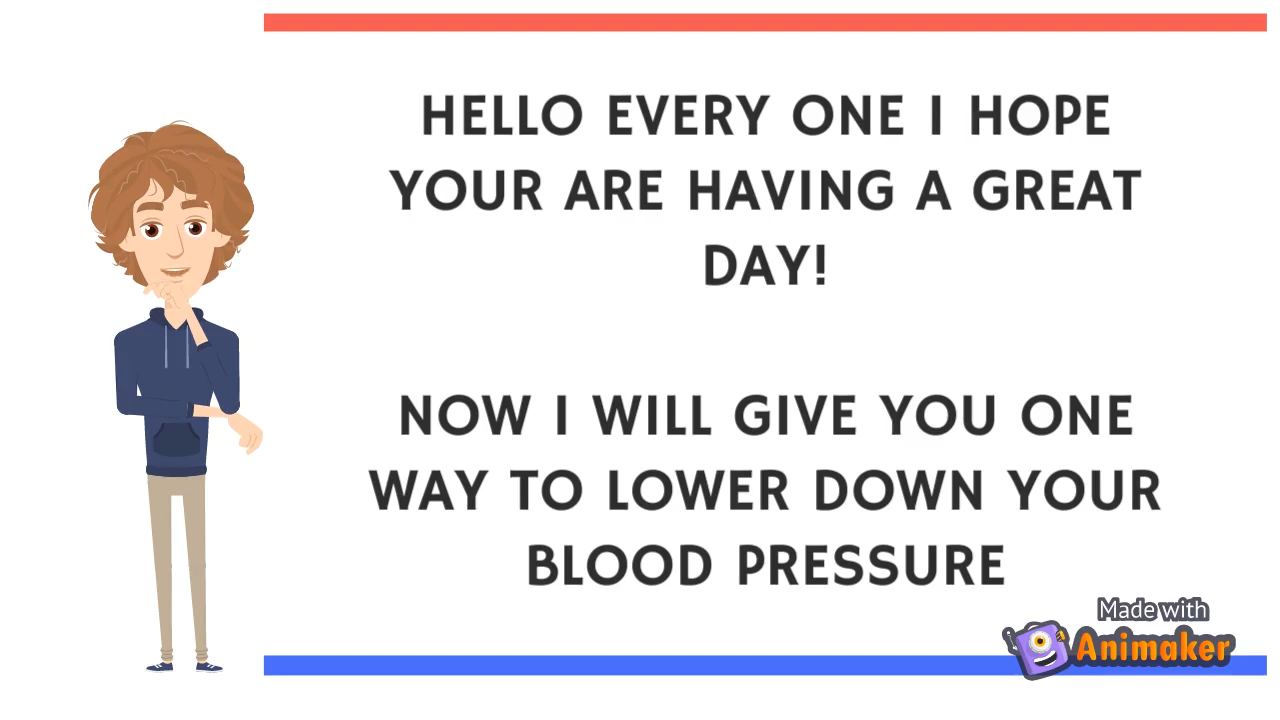 HELLO EVERY ONE I HOPE
YOUR ARE HAVING A GREAT
DAY!
NOW I WILL GIVE YOU ONE
WAY TO LOWER DOWN YOUR
BLOOD PRESSURE
Made with
Animaker